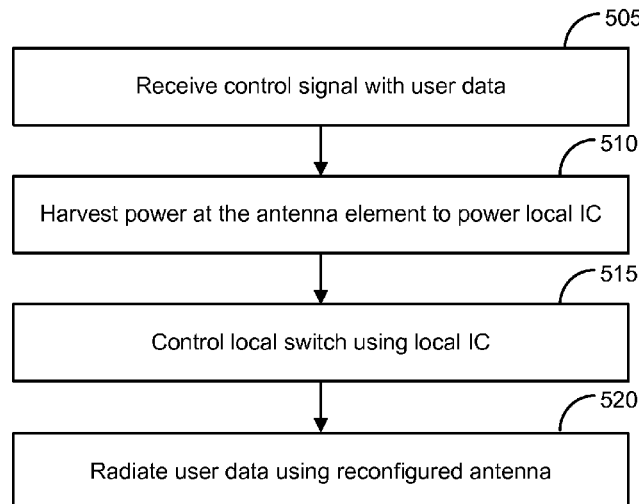 505
Receive control signal with user data
510
Harvest power at the antenna element to power local IC
515
Control local switch using local IC
520
Radiate user data using reconfigured antenna